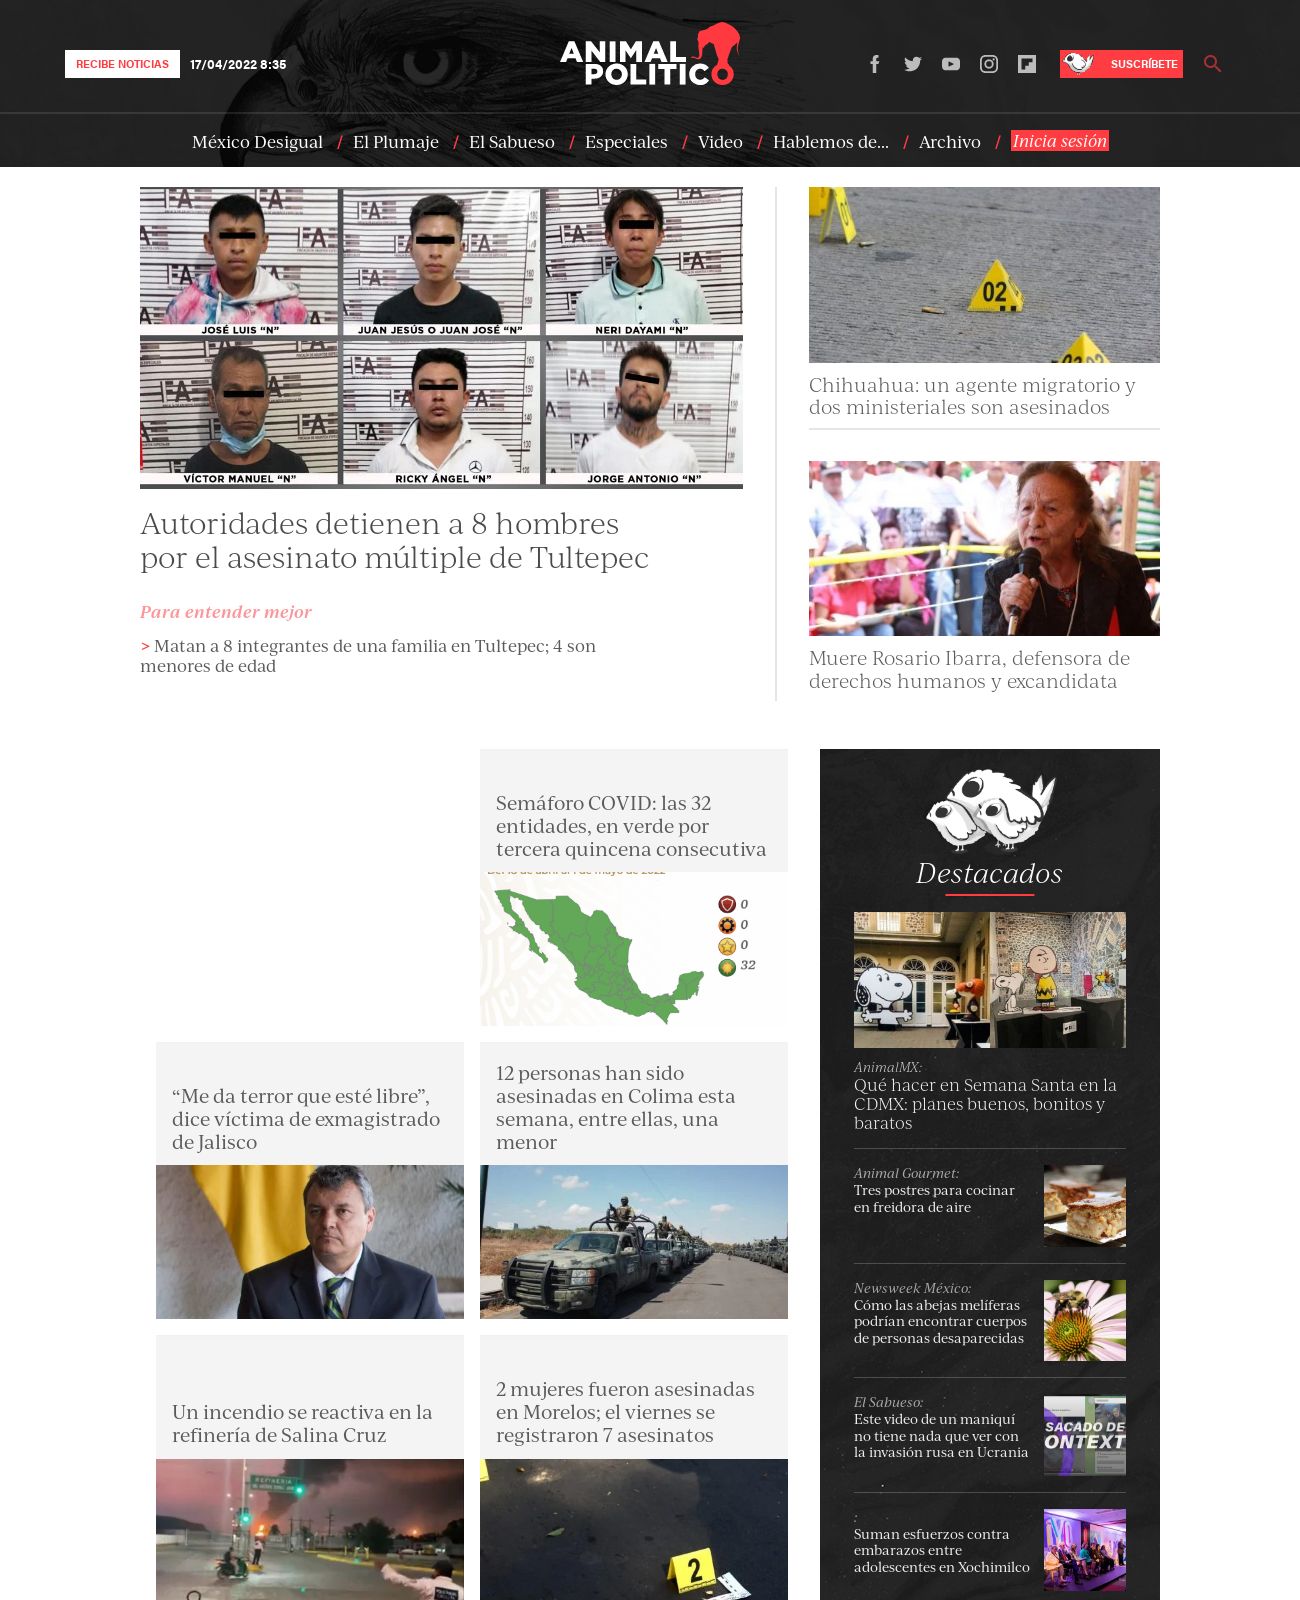 RECIBE NOTICIAS
17/04/2022 8:35
ANIMAL
POLITICO
SUSCRÍBETE
México Desigual / El Plumaje / El Sabueso / Especiales / Video / Hablemos de... / Archivo / Inicia sesión
JOSÉ LUIS “N”
JUAN JESÚS O JUAN JOSÉ “N”
NERI DAYAMI “N”
VÍCTOR MANUEL “N”
RICKY ÁNGEL “N”
JORGE ANTONIO “N”
Autoridades detienen a 8 hombres
por el asesinato múltiple de Tultepec
Para entender mejor
> Matan a 8 integrantes de una familia en Tultepec; 4 son
menores de edad
02
Chihuahua: un agente migratorio y
dos ministeriales son asesinados
Muere Rosario Ibarra, defensora de
derechos humanos y excandidata
Semáforo COVID: las 32
entidades, en verde por
tercera quincena consecutiva
0
0
0
32
“Me da terror que esté libre”,
dice víctima de exmagistrado
de Jalisco
12 personas han sido
asesinadas en Colima esta
semana, entre ellas, una
menor
Un incendio se reactiva en la
refinería de Salina Cruz
REFINERIA
2 mujeres fueron asesinadas
en Morelos; el viernes se
registraron 7 asesinatos
2
Destacados
AnimalMX:
Qué hacer en Semana Santa en la
CDMX: planes buenos, bonitos y
baratos
Animal Gourmet:
Tres postres para cocinar
en freidora de aire
Newsweek México:
Cómo las abejas melíferas
podrían encontrar cuerpos
de personas desaparecidas
El Sabueso:
Este video de un maniquí
no tiene nada que ver con
la invasión rusa en Ucrania
SACADO DE
ONTEXT
:
Suman esfuerzos contra
embarazos entre
adolescentes en Xochimilco